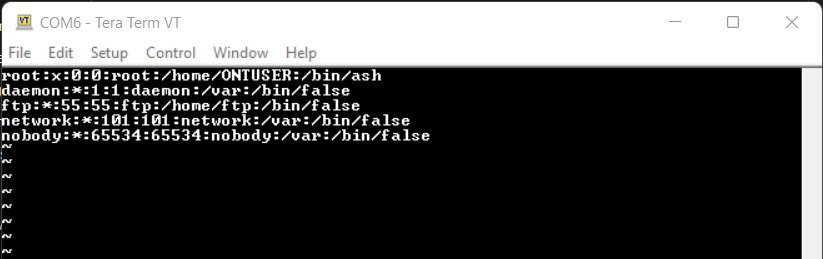 COM6 - Tera Term VT
File Edit Setup Control Window Help
root:x:0:0:root:/home/ONTUSER:/bin/ash
daemon:*:1:1:daemon:/var:/bin/false
ftp:*:55:55:ftp:/home/ftp:/bin/false
network:*:101:101:network:/var:/bin/false
nobody:*:65534:65534:nobody:/var:/bin/false
~
~
~
~
~
~
~
~